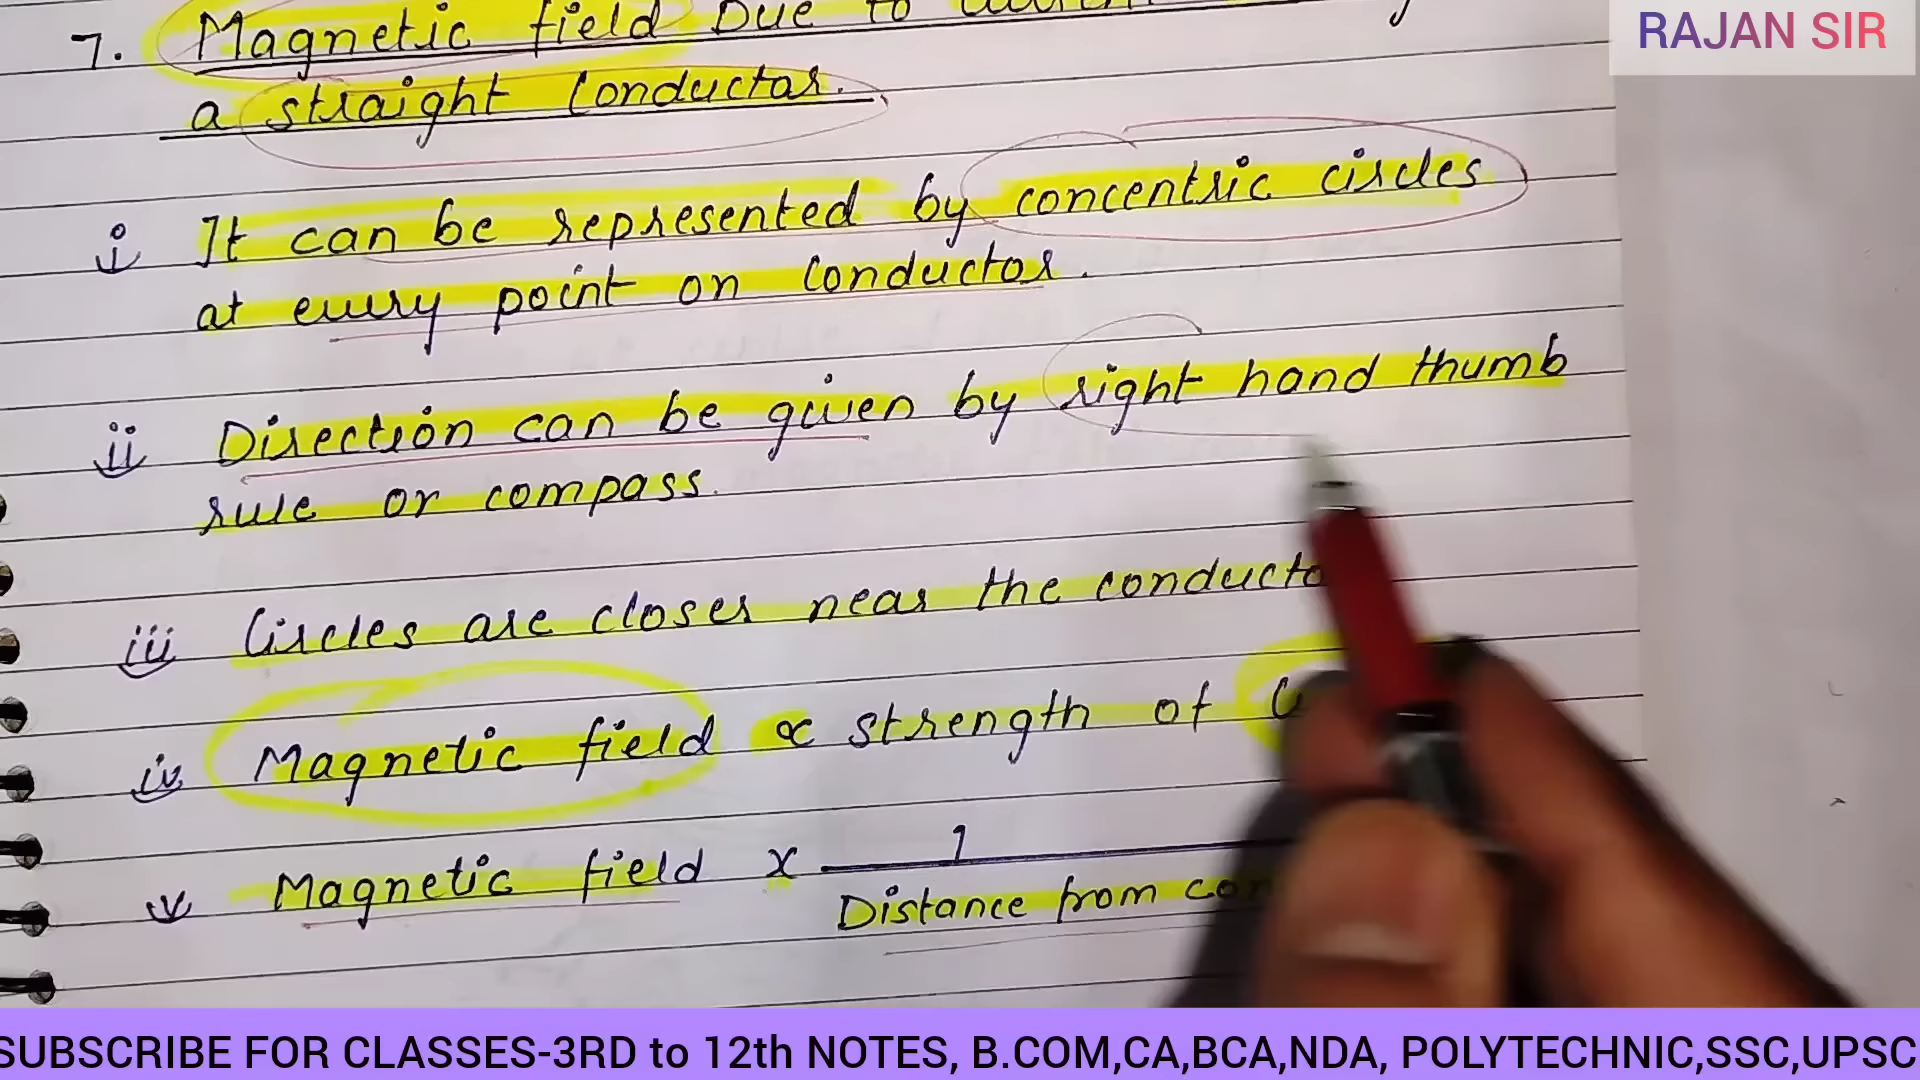 RAJAN SIR
7. Magnetic field Due to
a straight Conductor.
i It can be represented by concentric circles
at every point on Conductor.
ii Direction can be given by right hand thumb
rule or compass.
iii Circles are closer near the conducto
iv Magnetic field ∝ strength of
v Magnetic field x 1
Distance from con
SUBSCRIBE FOR CLASSES-3RD to 12th NOTES, B.COM,CA,BCA,NDA, POLYTECHNIC,SSC,UPSC